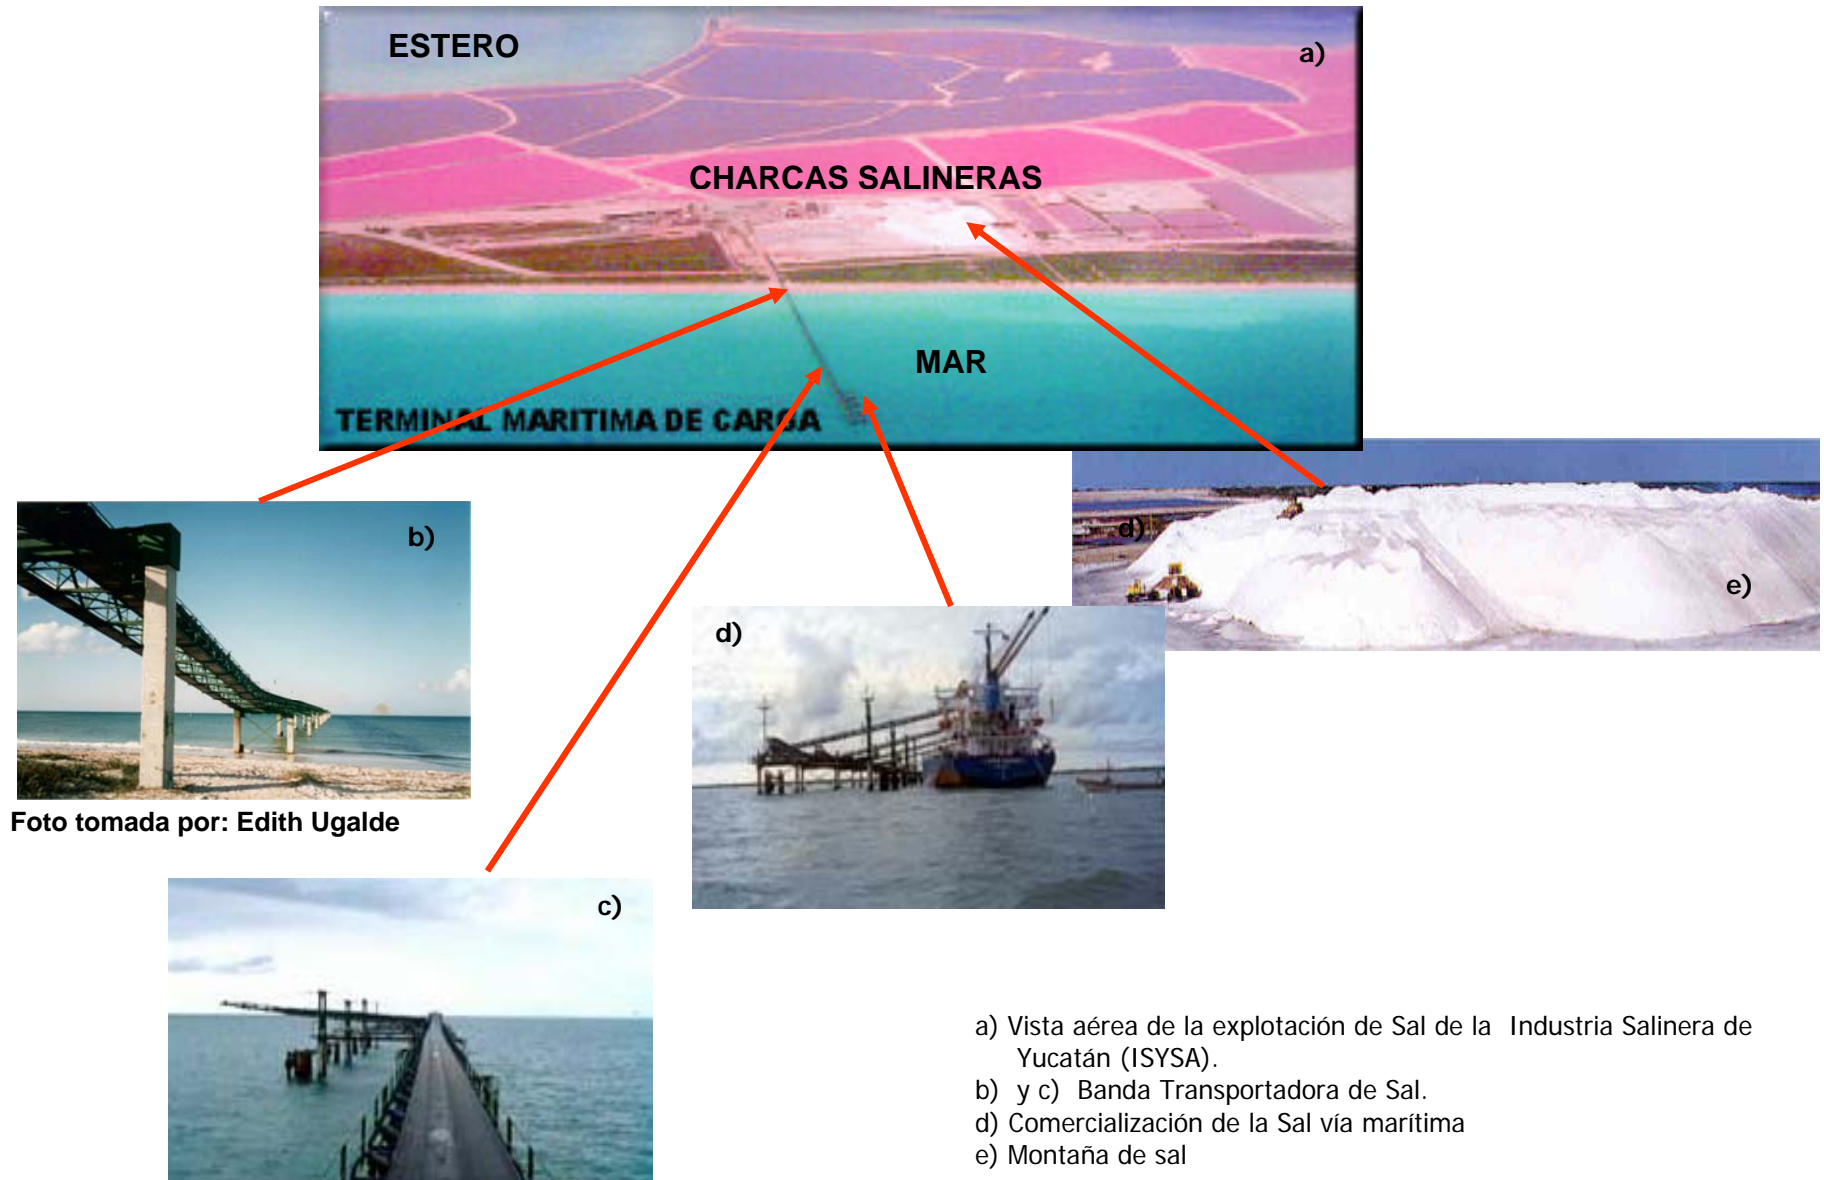 ESTERO
a)
CHARCAS SALINERAS
MAR
TERMINAL MARITIMA DE CARGA
b)
d)
e)
d)
Foto tomada por: Edith Ugalde
c)
a) Vista aérea de la explotación de Sal de la Industria Salinera de
Yucatán (ISYSA).
b) y c) Banda Transportadora de Sal.
d) Comercialización de la Sal vía marítima
e) Montaña de sal